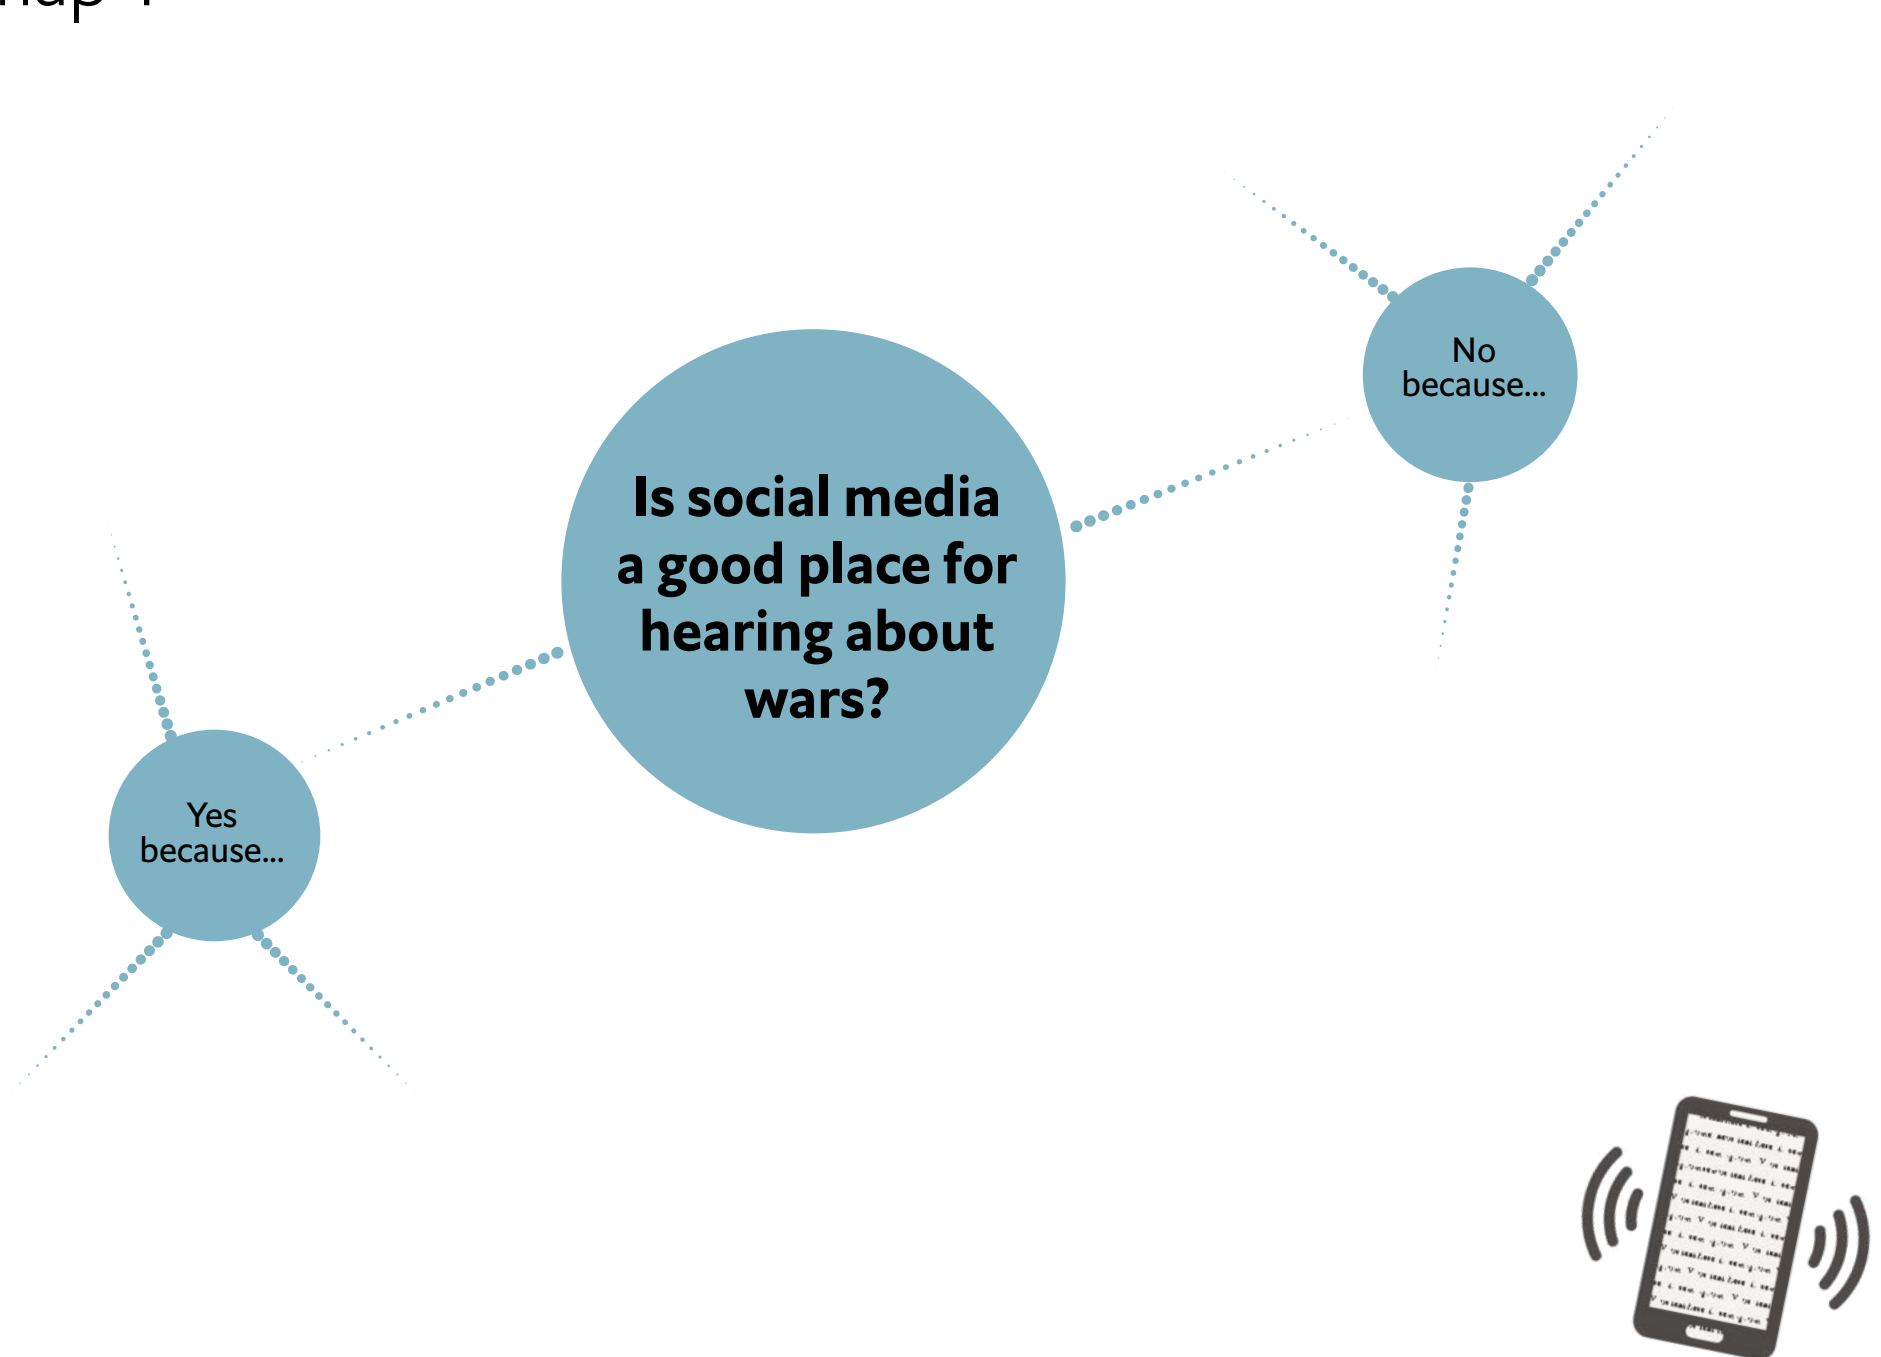 No
because...
Is social media
a good place for
hearing about
wars?
Yes
because...